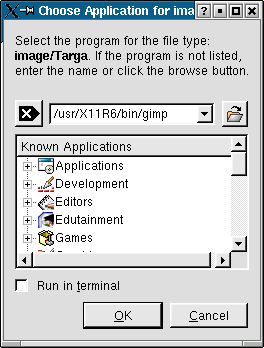 Choose Application for imag
Select the program for the file type:
image/Targa. If the program is not listed,
enter the name or click the browse button.
/usr/X11R6/bin/gimp
Known Applications
Applications
Development
Editors
Edutainment
Games
Run in terminal
OK
Cancel